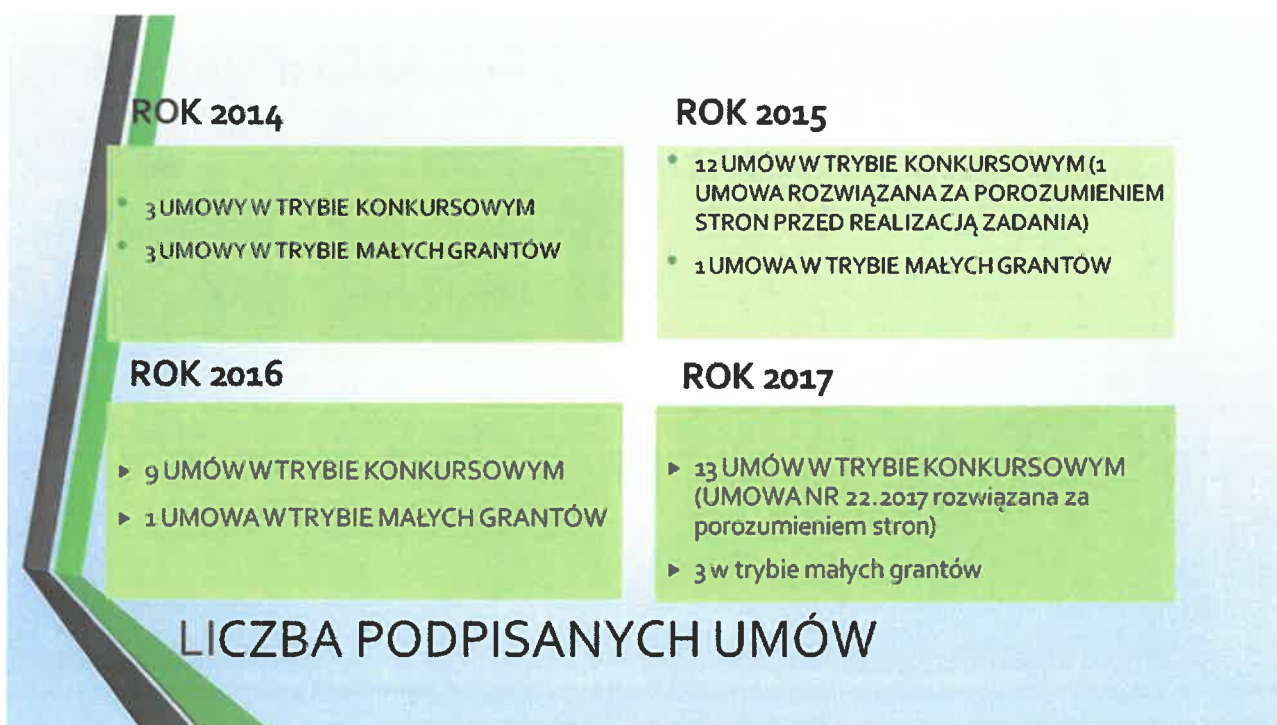 ROK 2014
3 UMOWY W TRYBIE KONKURSOWYM
3 UMOWY W TRYBIE MAŁYCH GRANTÓW
ROK 2015
12 UMÓW W TRYBIE KONKURSOWYM (1
UMOWA ROZWIĄZANA ZA POROZUMIENIEM
STRON PRZED REALIZACJĄ ZADANIA)
1 UMOWA W TRYBIE MAŁYCH GRANTÓW
ROK 2016
9 UMÓW W TRYBIE KONKURSOWYM
1 UMOWA W TRYBIE MAŁYCH GRANTÓW
ROK 2017
13 UMÓW W TRYBIE KONKURSOWYM
(UMOWA NR 22.2017 rozwiązana za
porozumieniem stron)
3 w trybie małych grantów
LICZBA PODPISANYCH UMÓW